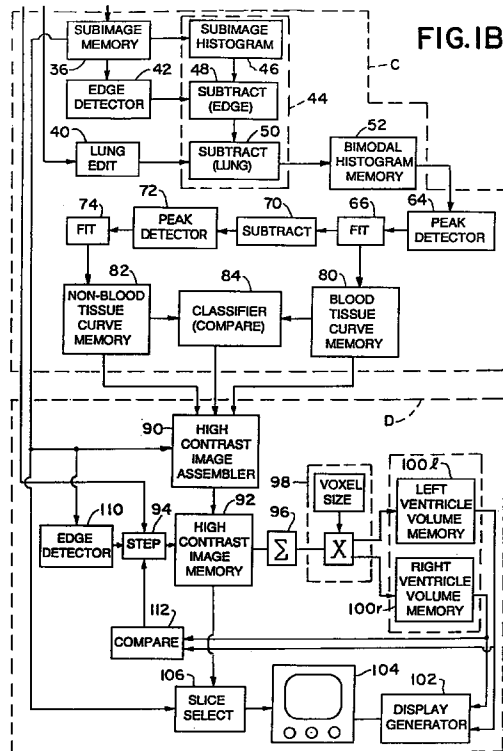 FIG.1B
SUBIMAGE
MEMORY
36
SUBIMAGE
HISTOGRAM
46
C
42
EDGE
DETECTOR
48
SUBTRACT
(EDGE)
44
40
LUNG
EDIT
50
SUBTRACT
(LUNG)
52
BIMODAL
HISTOGRAM
MEMORY
74
FIT
72
PEAK
DETECTOR
70
SUBTRACT
66
FIT
64
PEAK
DETECTOR
82
NON-BLOOD
TISSUE
CURVE
MEMORY
84
CLASSIFIER
(COMPARE)
80
BLOOD
TISSUE
CURVE
MEMORY
D
90
HIGH
CONTRAST
IMAGE
ASSEMBLER
110
EDGE
DETECTOR
94
STEP
92
HIGH
CONTRAST
IMAGE
MEMORY
96
Σ
98
VOXEL
SIZE
X
100ℓ
LEFT
VENTRICLE
VOLUME
MEMORY
RIGHT
VENTRICLE
VOLUME
MEMORY
100r
112
COMPARE
106
SLICE
SELECT
104
102
DISPLAY
GENERATOR